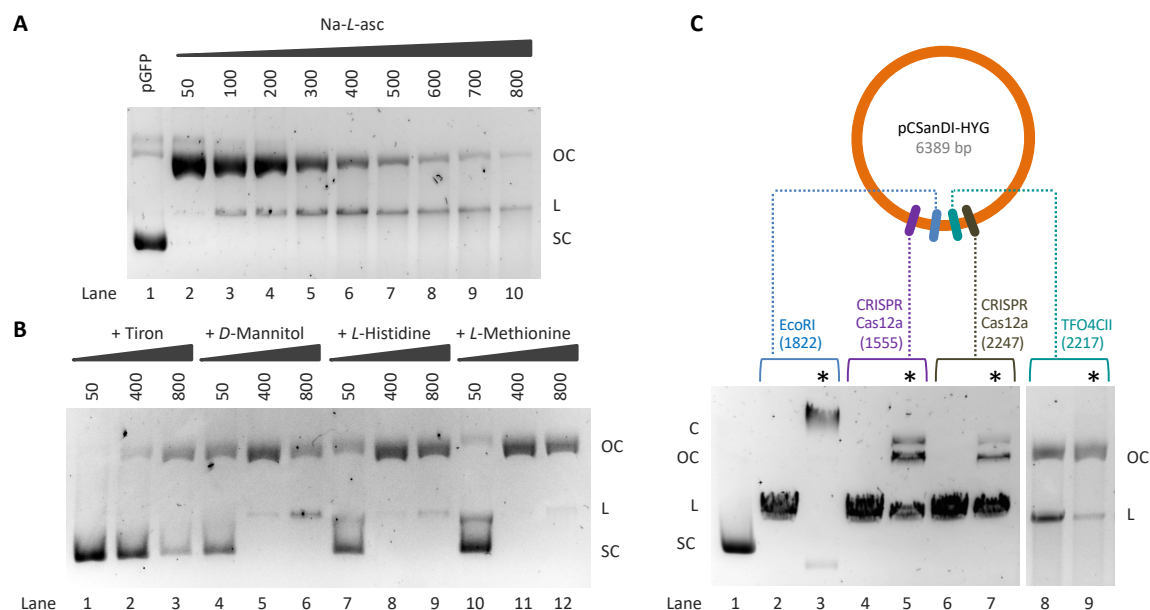 A
Na-L-asc
pGFP
50
100
200
300
400
500
600
700
800
OC
L
SC
Lane 1 2 3 4 5 6 7 8 9 10
B
+ Tiron + D-Mannitol + L-Histidine + L-Methionine
50 400 800 50 400 800 50 400 800 50 400 800
OC
L
SC
Lane 1 2 3 4 5 6 7 8 9 10 11 12
C
pCSanDI-HYG
6389 bp
EcoRI
(1822)
CRISPR
Cas12a
(1555)
CRISPR
Cas12a
(2247)
TFO4CII
(2217)
* * * *
C
OC
L
SC
OC
L
Lane 1 2 3 4 5 6 7 8 9